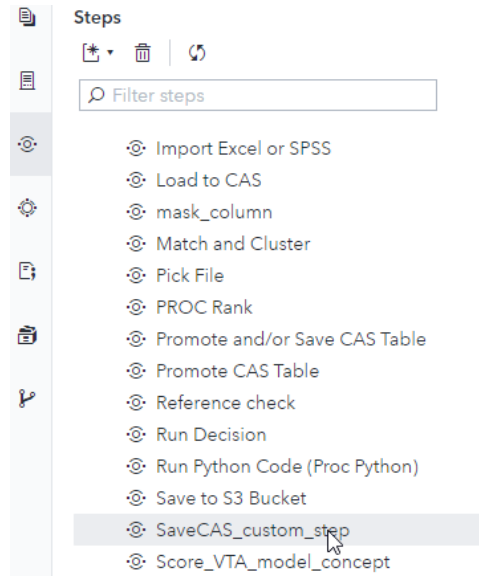 Steps
Filter steps
Import Excel or SPSS
Load to CAS
mask_column
Match and Cluster
Pick File
PROC Rank
Promote and/or Save CAS Table
Promote CAS Table
Reference check
Run Decision
Run Python Code (Proc Python)
Save to S3 Bucket
SaveCAS_custom_step
Score_VTA_model_concept